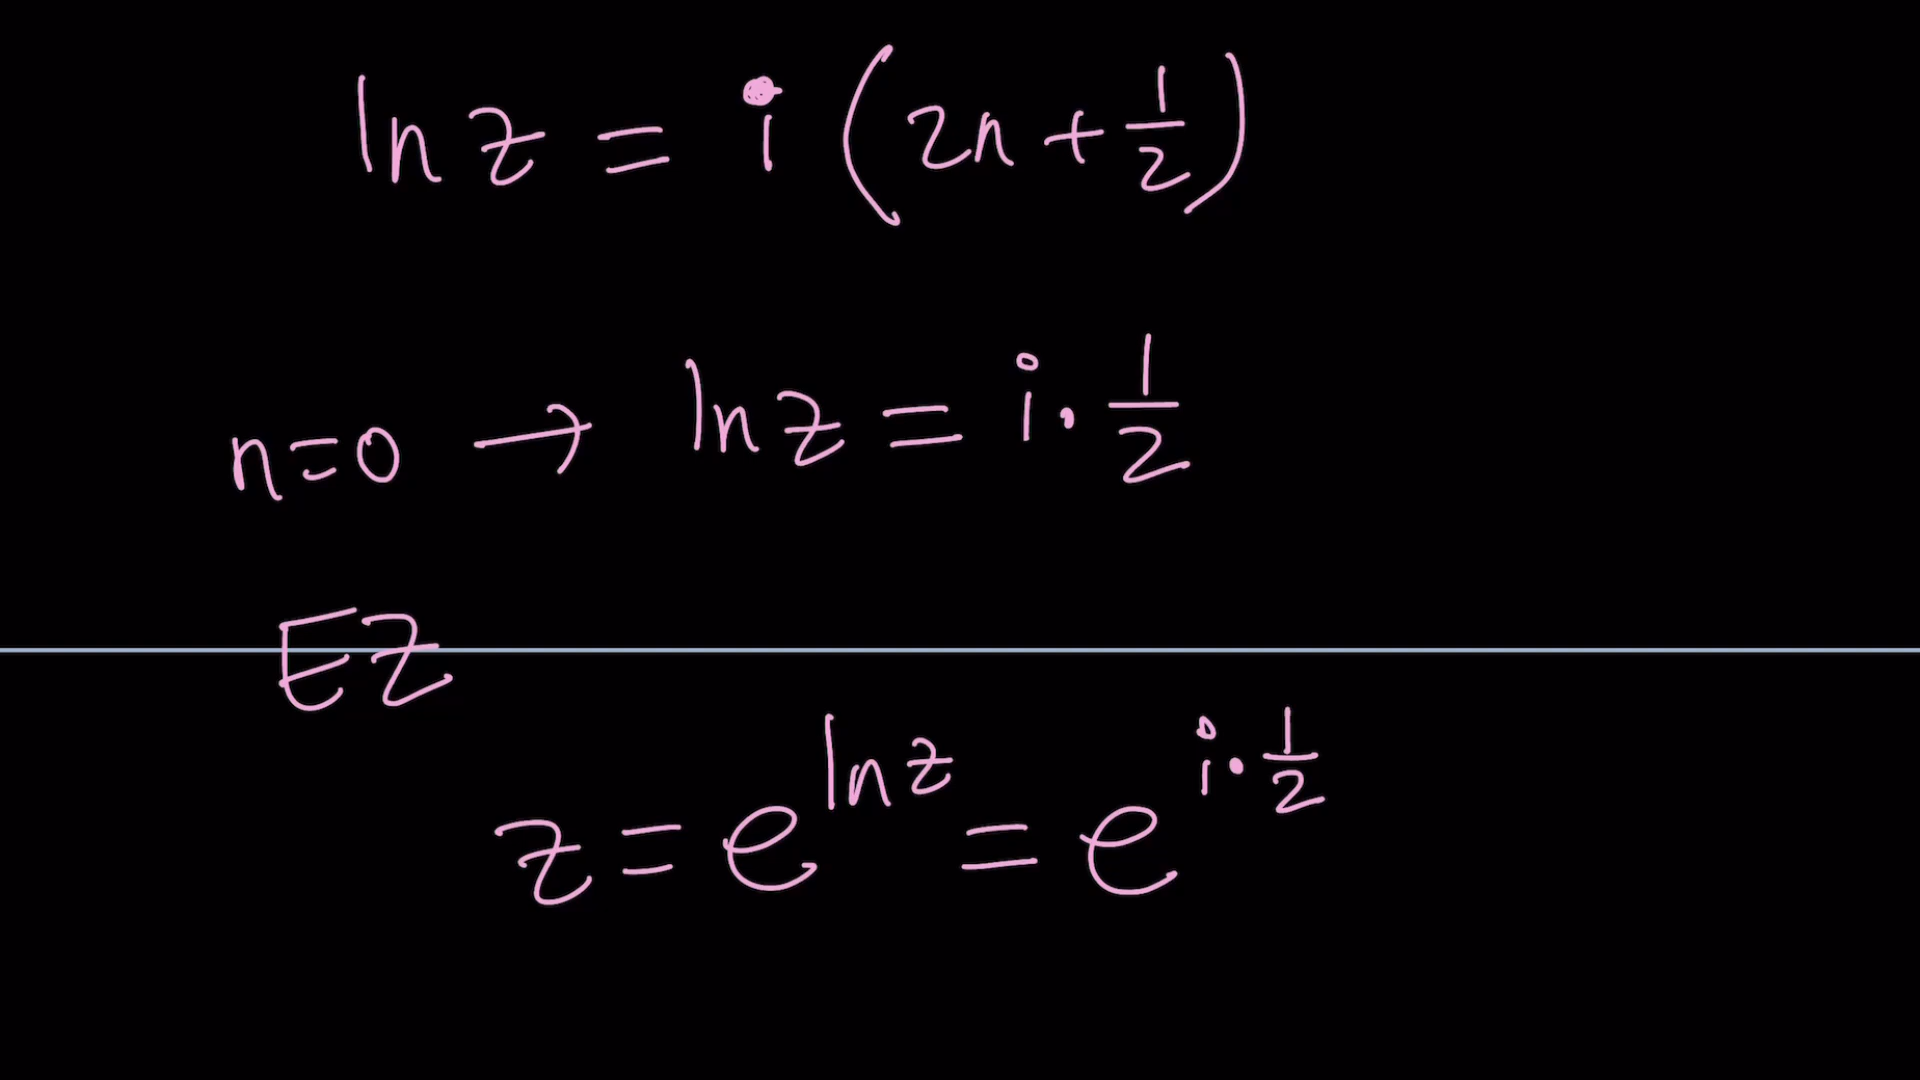 ln z = i (2n + 1/2)
n=0 → ln z = i · 1/2
EZ
z = e^{ln z} = e^{i · 1/2}